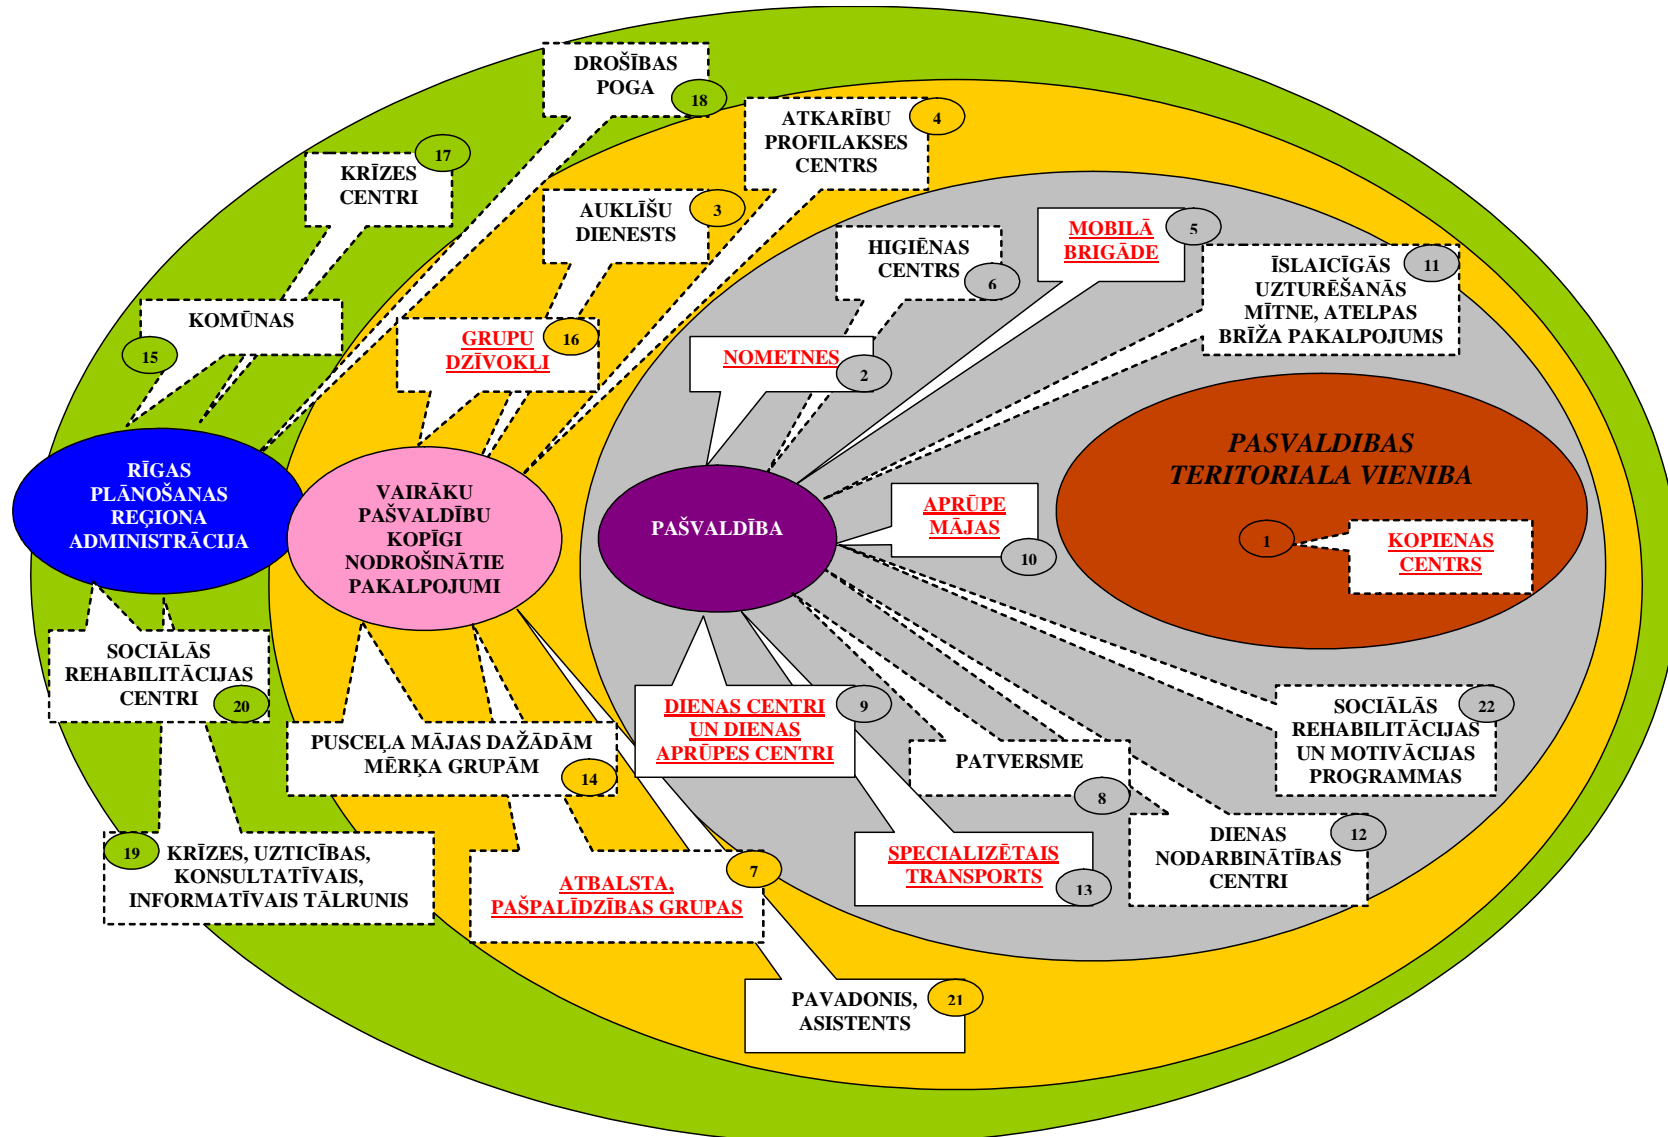 DROŠĪBAS
POGA
18
ATKARĪBU
PROFILAKSES
CENTRS
4
KRĪZES
CENTRI
17
AUKLĪŠU
DIENESTS
3
HIGIĒNAS
CENTRS
6
MOBILĀ
BRIGĀDE
5
ĪSLAICĪGĀS
UZTURĒŠANĀS
MĪTNE, ATELPAS
BRĪŽA PAKALPOJUMS
11
KOMŪNAS
15
GRUPU
DZĪVOKĻI
16
NOMETNES
2
RĪGAS
PLĀNOŠANAS
REĢIONA
ADMINISTRĀCIJA
VAIRĀKU
PAŠVALDĪBU
KOPĪGI
NODROŠINĀTIE
PAKALPOJUMI
PAŠVALDĪBA
APRŪPE
MĀJAS
10
PASVALDIBAS
TERITORIALA VIENIBA
1
KOPIENAS
CENTRS
SOCIĀLĀS
REHABILITĀCIJAS
CENTRI
20
PUSCEĻA MĀJAS DAŽĀDĀM
MĒRĶA GRUPĀM
14
DIENAS CENTRI
UN DIENAS
APRŪPES CENTRI
9
PATVERSME
8
SOCIĀLĀS
REHABILITĀCIJAS
UN MOTIVĀCIJAS
PROGRAMMAS
22
19
KRĪZES, UZTICĪBAS,
KONSULTATĪVAIS,
INFORMATĪVAIS TĀLRUNIS
ATBALSTA,
PAŠPALĪDZĪBAS GRUPAS
7
SPECIALIZĒTAIS
TRANSPORTS
13
DIENAS
NODARBINĀTĪBAS
CENTRI
12
PAVADONIS,
ASISTENTS
21